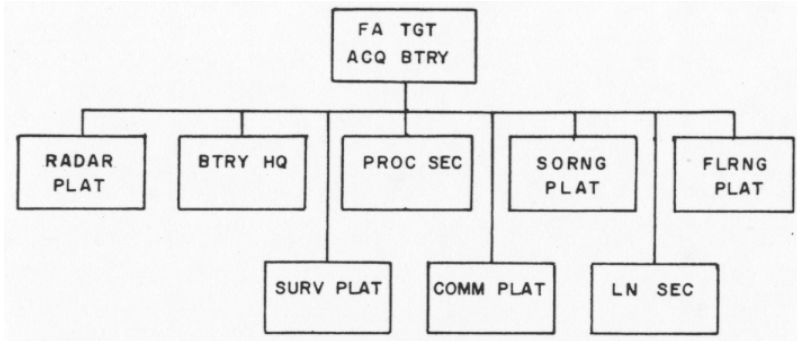 FA TGT
ACQ BTRY
RADAR
PLAT
BTRY HQ
PROC SEC
SORNG
PLAT
FLRNG
PLAT
SURV PLAT
COMM PLAT
LN SEC